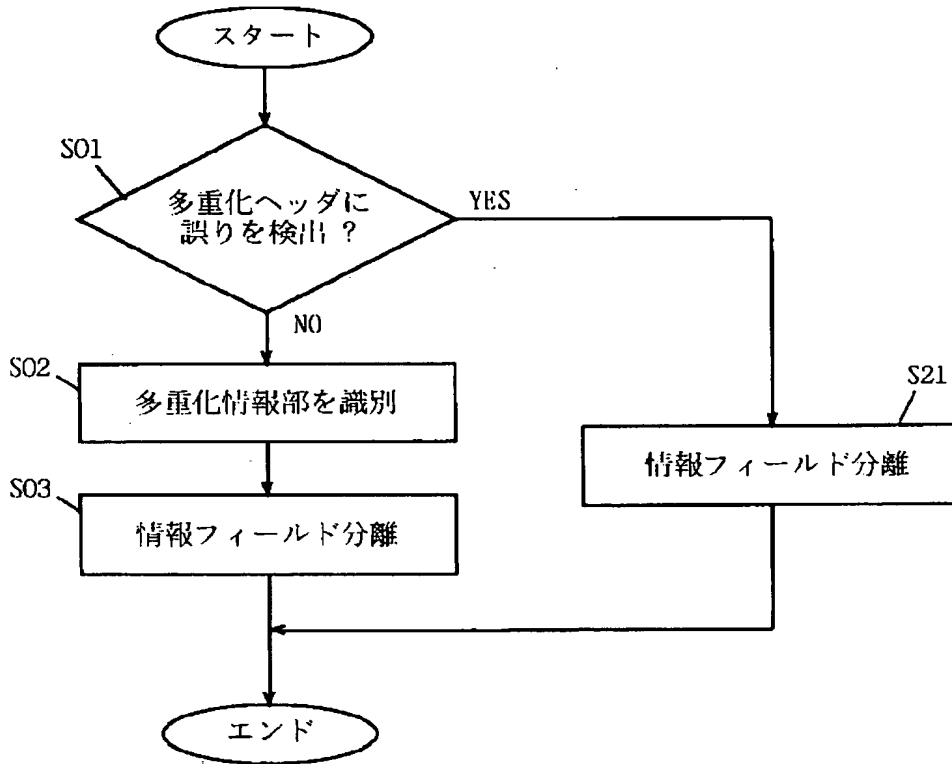 スタート
S01
多重化ヘッダに
誤りを検出？
YES
NO
S02
多重化情報部を識別
S21
情報フィールド分離
S03
情報フィールド分離
エンド